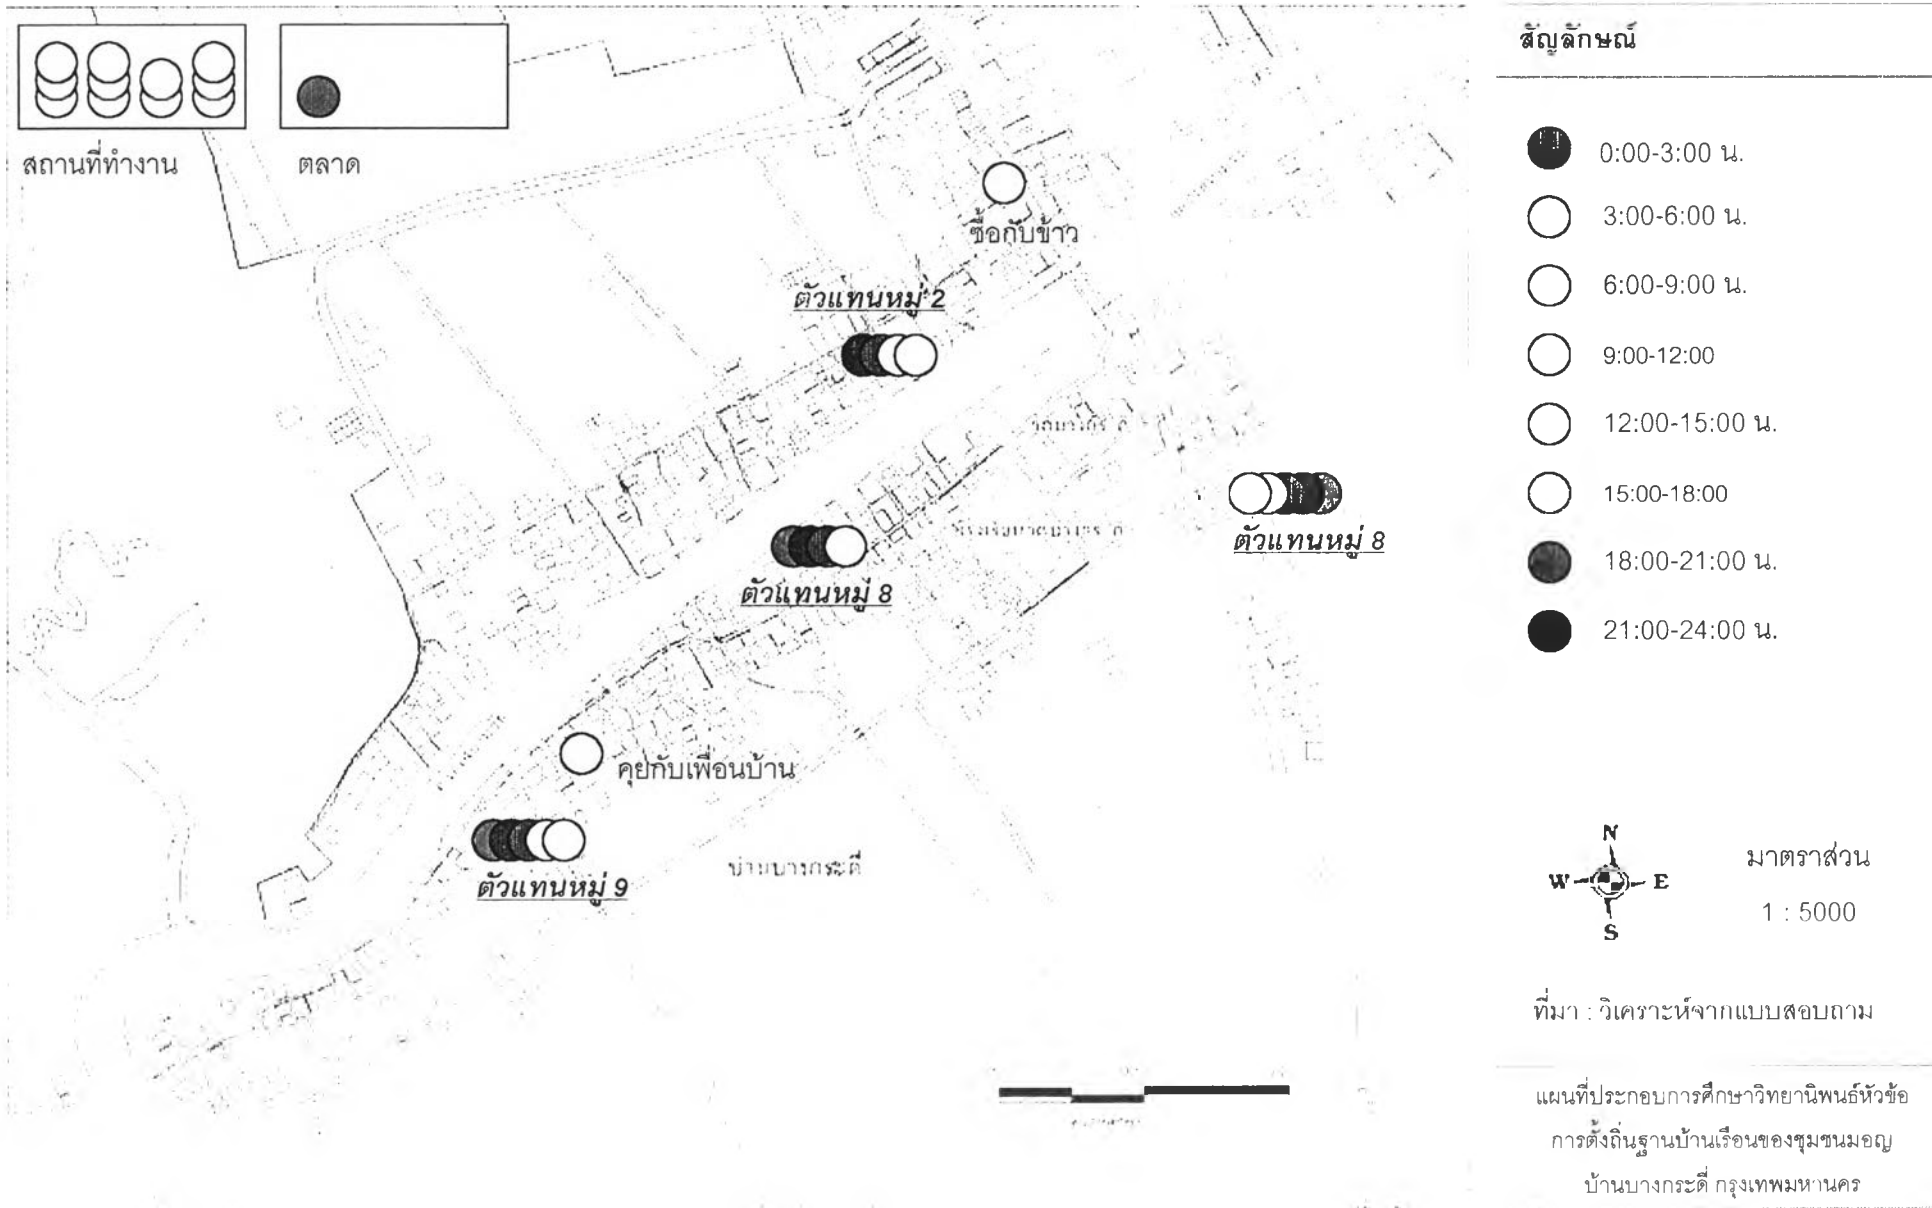 สถานที่ทำงาน
ตลาด
ซื้อกับข้าว
ตัวแทนหมู่ 2
ตัวแทนหมู่ 8
ตัวแทนหมู่ 8
คุยกับเพื่อนบ้าน
ตัวแทนหมู่ 9
บ้านบางกระดี่
สัญลักษณ์
0:00-3:00 น.
3:00-6:00 น.
6:00-9:00 น.
9:00-12:00
12:00-15:00 น.
15:00-18:00
18:00-21:00 น.
21:00-24:00 น.
N
W E
S
มาตราส่วน
1 : 5000
ที่มา : วิเคราะห์จากแบบสอบถาม
แผนที่ประกอบการศึกษาวิทยานิพนธ์หัวข้อ
การตั้งถิ่นฐานบ้านเรือนของชุมชนมอญ
บ้านบางกระดี่ กรุงเทพมหานคร